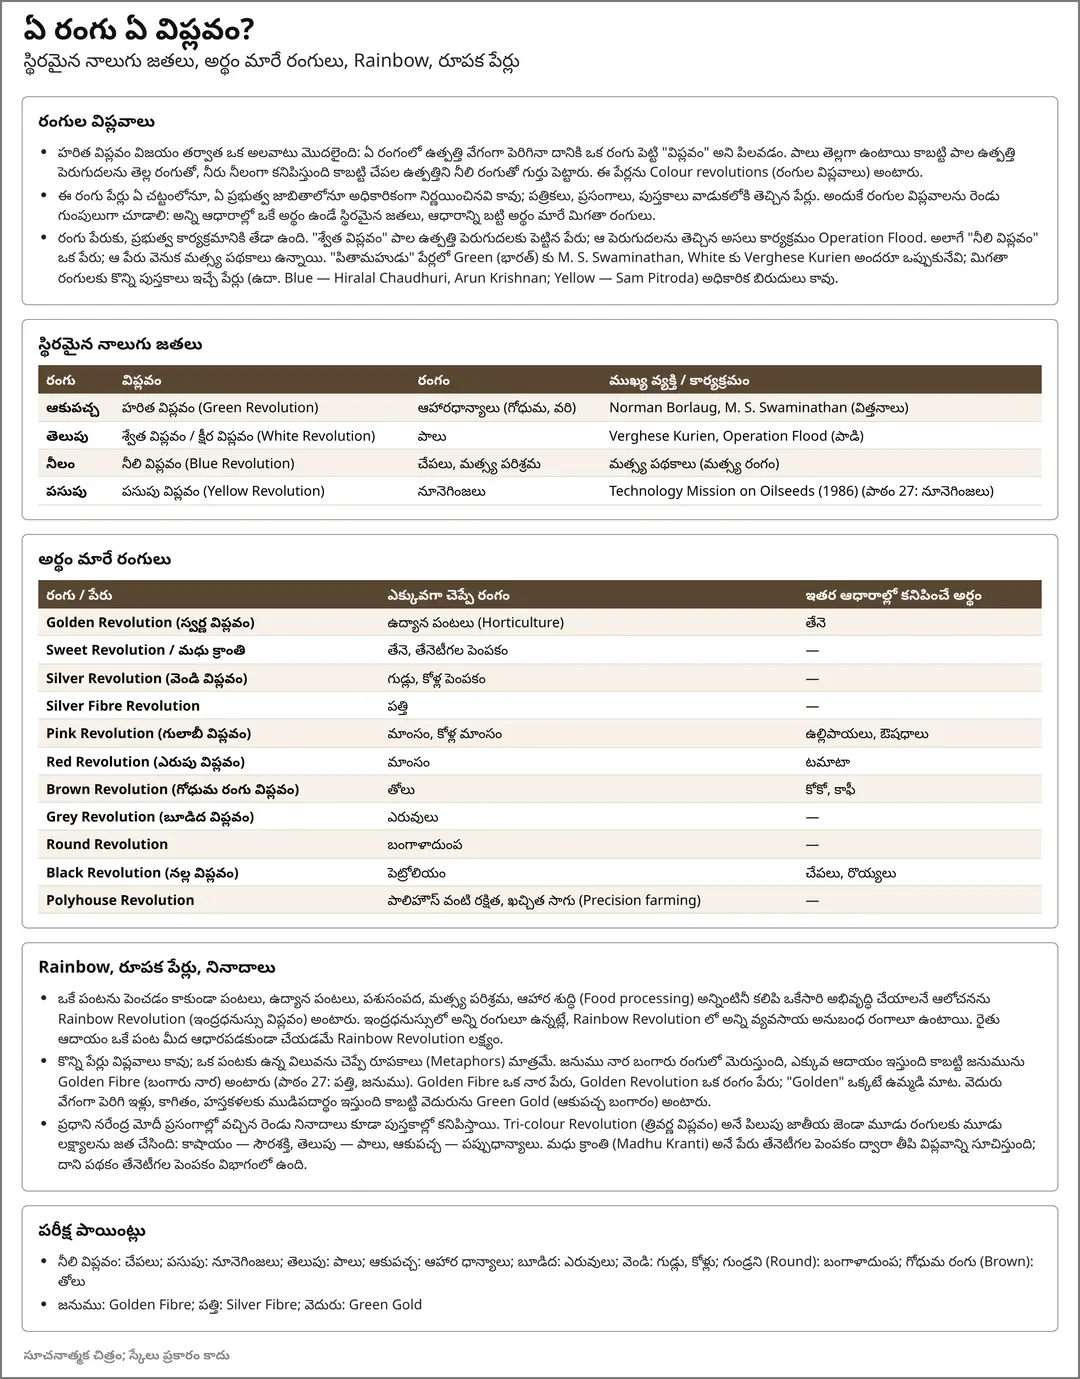 ఏ రంగు ఏ విప్లవం?
స్థిరమైన నాలుగు జతలు, అర్థం మారే రంగులు, Rainbow, రూపక పేర్లు
రంగుల విప్లవాలు
• హరిత విప్లవం విజయం తర్వాత ఒక అలవాటు మొదలైంది: ఏ రంగంలో ఉత్పత్తి వేగంగా పెరిగినా దానికి ఒక రంగు పెట్టి "విప్లవం" అని పిలవడం. పాలు తెల్లగా ఉంటాయి కాబట్టి పాల ఉత్పత్తి
పెరుగుదలను తెల్ల రంగుతో, నీరు నీలంగా కనిపిస్తుంది కాబట్టి చేపల ఉత్పత్తిని నీలి రంగుతో గుర్తు పెట్టారు. ఈ పేర్లను Colour revolutions (రంగుల విప్లవాలు) అంటారు.
• ఈ రంగు పేర్లు ఏ చట్టంలోనూ, ఏ ప్రభుత్వ జాబితాలోనూ అధికారికంగా నిర్ణయించినవి కావు; పత్రికలు, ప్రసంగాలు, పుస్తకాలు వాడుకలోకి తెచ్చిన పేర్లు. అందుకే రంగుల విప్లవాలను రెండు
గుంపులుగా చూడాలి: అన్ని ఆధారాల్లో ఒకే అర్థం ఉండే స్థిరమైన జతలు, ఆధారాన్ని బట్టి అర్థం మారే మిగతా రంగులు.
• రంగు పేరుకు, ప్రభుత్వ కార్యక్రమానికి తేడా ఉంది. "శ్వేత విప్లవం" పాల ఉత్పత్తి పెరుగుదలకు పెట్టిన పేరు; ఆ పెరుగుదలను తెచ్చిన అసలు కార్యక్రమం Operation Flood. అలాగే "నీలి విప్లవం"
ఒక పేరు; ఆ పేరు వెనుక మత్స్య పథకాలు ఉన్నాయి. "పితామహుడు" పేర్లలో Green (భారత్) కు M. S. Swaminathan, White కు Verghese Kurien అందరూ ఒప్పుకునేవి; మిగతా
రంగులకు కొన్ని పుస్తకాలు ఇచ్చే పేర్లు (ఉదా. Blue — Hiralal Chaudhuri, Arun Krishnan; Yellow — Sam Pitroda) అధికారిక బిరుదులు కావు.
స్థిరమైన నాలుగు జతలు
రంగు విప్లవం రంగం ముఖ్య వ్యక్తి / కార్యక్రమం
ఆకుపచ్చ హరిత విప్లవం (Green Revolution) ఆహారధాన్యాలు (గోధుమ, వరి) Norman Borlaug, M. S. Swaminathan (విత్తనాలు)
తెలుపు శ్వేత విప్లవం / క్షీర విప్లవం (White Revolution) పాలు Verghese Kurien, Operation Flood (పాడి)
నీలం నీలి విప్లవం (Blue Revolution) చేపలు, మత్స్య పరిశ్రమ మత్స్య పథకాలు (మత్స్య రంగం)
పసుపు పసుపు విప్లవం (Yellow Revolution) నూనెగింజలు Technology Mission on Oilseeds (1986) (పాఠం 27: నూనెగింజలు)
అర్థం మారే రంగులు
రంగు / పేరు ఎక్కువగా చెప్పే రంగం ఇతర ఆధారాల్లో కనిపించే అర్థం
Golden Revolution (స్వర్ణ విప్లవం) ఉద్యాన పంటలు (Horticulture) తేనె
Sweet Revolution / మధు క్రాంతి తేనె, తేనెటీగల పెంపకం —
Silver Revolution (వెండి విప్లవం) గుడ్లు, కోళ్ల పెంపకం —
Silver Fibre Revolution పత్తి —
Pink Revolution (గులాబీ విప్లవం) మాంసం, కోళ్ల మాంసం ఉల్లిపాయలు, ఔషధాలు
Red Revolution (ఎరుపు విప్లవం) మాంసం టమాటా
Brown Revolution (గోధుమ రంగు విప్లవం) తోలు కోకో, కాఫీ
Grey Revolution (బూడిద విప్లవం) ఎరువులు —
Round Revolution బంగాళాదుంప —
Black Revolution (నల్ల విప్లవం) పెట్రోలియం చేపలు, రొయ్యలు
Polyhouse Revolution పాలిహౌస్ వంటి రక్షిత, ఖచ్చిత సాగు (Precision farming) —
Rainbow, రూపక పేర్లు, నినాదాలు
• ఒకే పంటను పెంచడం కాకుండా పంటలు, ఉద్యాన పంటలు, పశుసంపద, మత్స్య పరిశ్రమ, ఆహార శుద్ధి (Food processing) అన్నింటినీ కలిపి ఒకేసారి అభివృద్ధి చేయాలనే ఆలోచనను
Rainbow Revolution (ఇంద్రధనుస్సు విప్లవం) అంటారు. ఇంద్రధనుస్సులో అన్ని రంగులూ ఉన్నట్లే, Rainbow Revolution లో అన్ని వ్యవసాయ అనుబంధ రంగాలూ ఉంటాయి. రైతు
ఆదాయం ఒకే పంట మీద ఆధారపడకుండా చేయడమే Rainbow Revolution లక్ష్యం.
• కొన్ని పేర్లు విప్లవాలు కావు; ఒక పంటకు ఉన్న విలువను చెప్పే రూపకాలు (Metaphors) మాత్రమే. జనుము నార బంగారు రంగులో మెరుస్తుంది, ఎక్కువ ఆదాయం ఇస్తుంది కాబట్టి జనుమును
Golden Fibre (బంగారు నార) అంటారు (పాఠం 27: పత్తి, జనుము). Golden Fibre ఒక నార పేరు, Golden Revolution ఒక రంగం పేరు; "Golden" ఒక్కటే ఉమ్మడి మాట. వెదురు
వేగంగా పెరిగి ఇళ్లు, కాగితం, హస్తకళలకు ముడిపదార్థం ఇస్తుంది కాబట్టి వెదురును Green Gold (ఆకుపచ్చ బంగారం) అంటారు.
• ప్రధాని నరేంద్ర మోదీ ప్రసంగాల్లో వచ్చిన రెండు నినాదాలు కూడా పుస్తకాల్లో కనిపిస్తాయి. Tri-colour Revolution (త్రివర్ణ విప్లవం) అనే పిలుపు జాతీయ జెండా మూడు రంగులకు మూడు
లక్ష్యాలను జత చేసింది: కాషాయం — సౌరశక్తి, తెలుపు — పాలు, ఆకుపచ్చ — పప్పుధాన్యాలు. మధు క్రాంతి (Madhu Kranti) అనే పేరు తేనెటీగల పెంపకం ద్వారా తీపి విప్లవాన్ని సూచిస్తుంది;
దాని పథకం తేనెటీగల పెంపకం విభాగంలో ఉంది.
పరీక్ష పాయింట్లు
• నీలి విప్లవం: చేపలు; పసుపు: నూనెగింజలు; తెలుపు: పాలు; ఆకుపచ్చ: ఆహార ధాన్యాలు; బూడిద: ఎరువులు; వెండి: గుడ్లు, కోళ్లు; గుండ్రని (Round): బంగాళాదుంప; గోధుమ రంగు (Brown):
తోలు
• జనుము: Golden Fibre; పత్తి: Silver Fibre; వెదురు: Green Gold
సూచనాత్మక చిత్రం; స్కేలు ప్రకారం కాదు